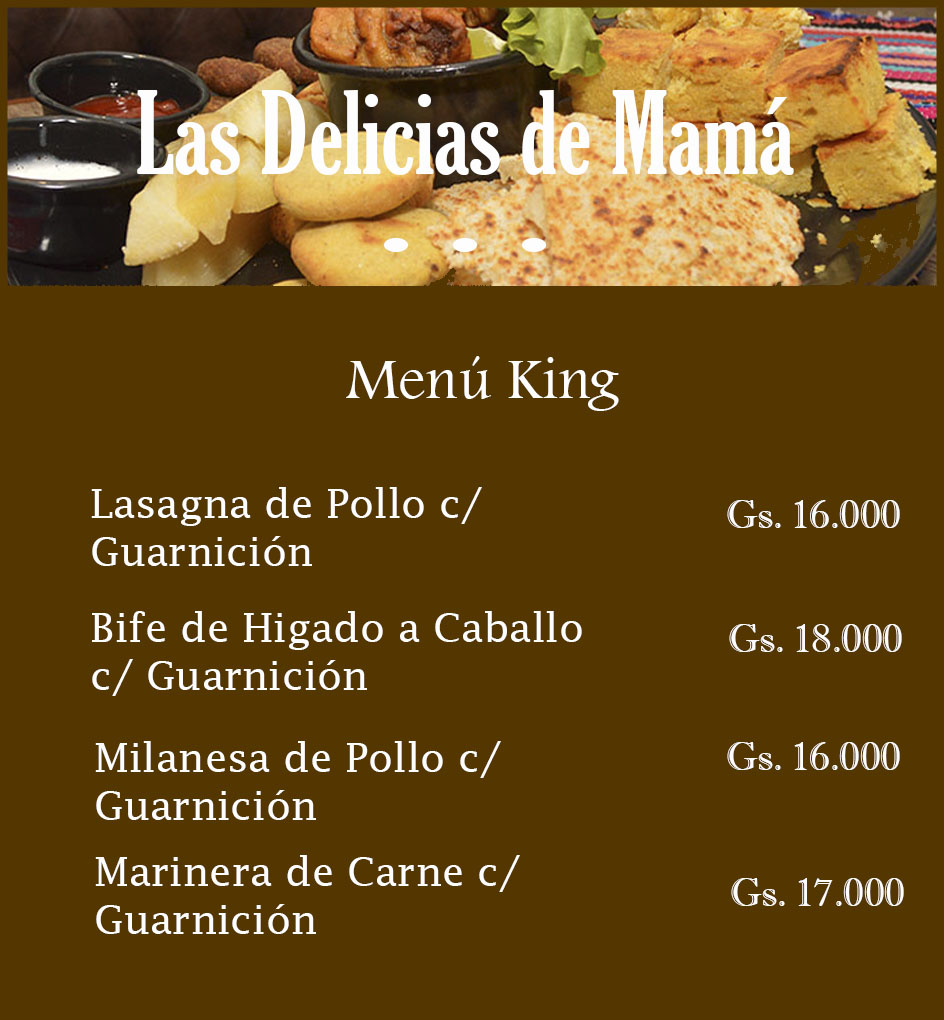 Las Delicias de Mamá
Menú King
Lasagna de Pollo c/
Guarnición
Gs. 16.000
Bife de Higado a Caballo
c/ Guarnición
Gs. 18.000
Milanesa de Pollo c/
Guarnición
Gs. 16.000
Marinera de Carne c/
Guarnición
Gs. 17.000